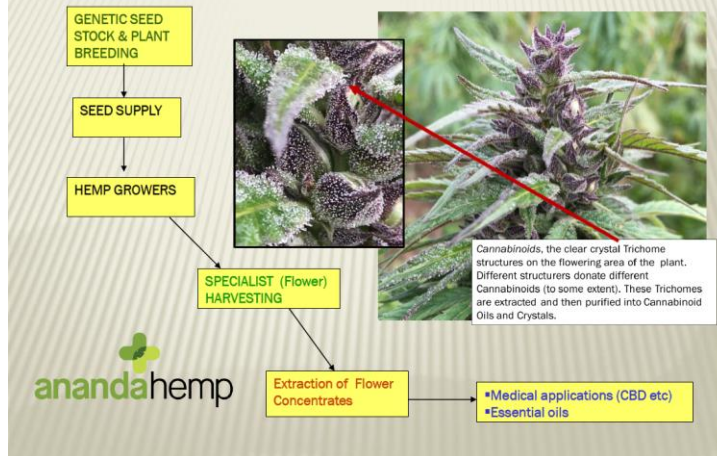 GENETIC SEED
STOCK & PLANT
BREEDING
SEED SUPPLY
HEMP GROWERS
SPECIALIST (Flower)
HARVESTING
Cannabinoids, the clear crystal Trichome
structures on the flowering area of the plant.
Different structurers donate different
Cannabinoids (to some extent). These Trichomes
are extracted and then purified into Cannabinoid
Oils and Crystals.
anandahemp
Extraction of Flower
Concentrates
▪Medical applications (CBD etc)
▪Essential oils